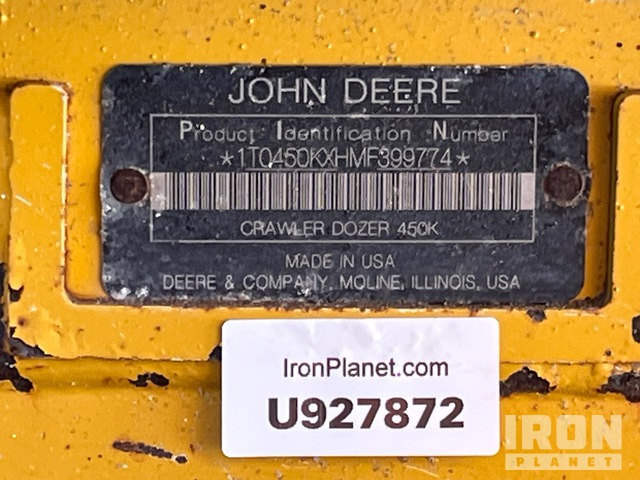 JOHN DEERE
Product Identification Number
*1T0450KXHMF399774*
CRAWLER DOZER 450K
MADE IN USA
DEERE & COMPANY, MOLINE, ILLINOIS, USA
IronPlanet.com
U927872
IRON
PLANET